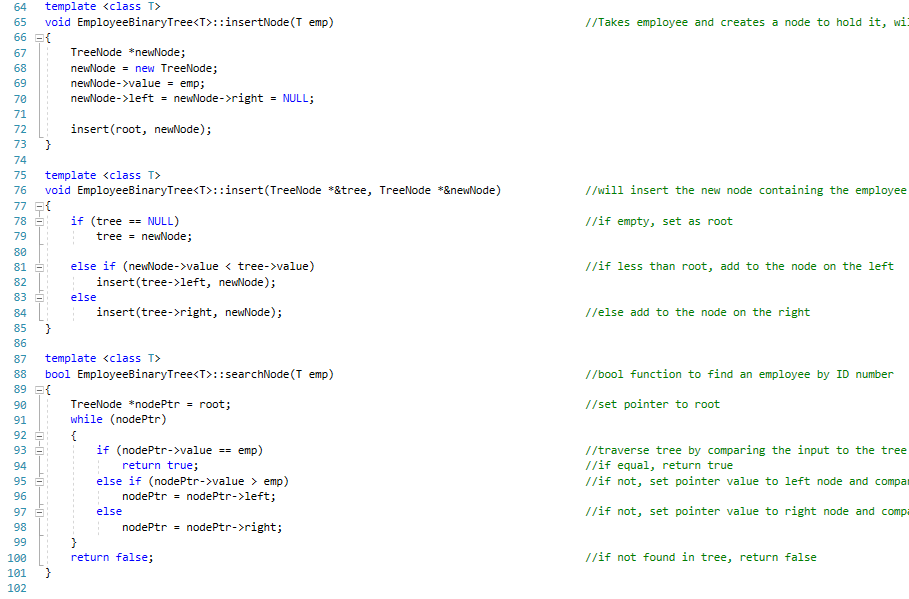 64 template <class T>
65 void EmployeeBinaryTree<T>::insertNode(T emp) //Takes employee and creates a node to hold it,
66 {
67 TreeNode *newNode;
68 newNode = new TreeNode;
69 newNode->value = emp;
70 newNode->left = newNode->right = NULL;
71
72 insert(root, newNode);
73 }
74
75 template <class T>
76 void EmployeeBinaryTree<T>::insert(TreeNode *&tree, TreeNode *&newNode) //will insert the new node containing the employee
77 {
78 if (tree == NULL) //if empty, set as root
79 tree = newNode;
80
81 else if (newNode->value < tree->value) //if less than root, add to the node on the left
82 insert(tree->left, newNode);
83 else
84 insert(tree->right, newNode); //else add to the node on the right
85 }
86
87 template <class T>
88 bool EmployeeBinaryTree<T>::searchNode(T emp) //bool function to find an employee by ID number
89 {
90 TreeNode *nodePtr = root; //set pointer to root
91 while (nodePtr)
92 {
93 if (nodePtr->value == emp) //traverse tree by comparing the input to the tree
94 return true; //if equal, return true
95 else if (nodePtr->value > emp) //if not, set pointer value to left node and
96 nodePtr = nodePtr->left;
97 else //if not, set pointer value to right node and
98 nodePtr = nodePtr->right;
99 }
100 return false; //if not found in tree, return false
101 }
102